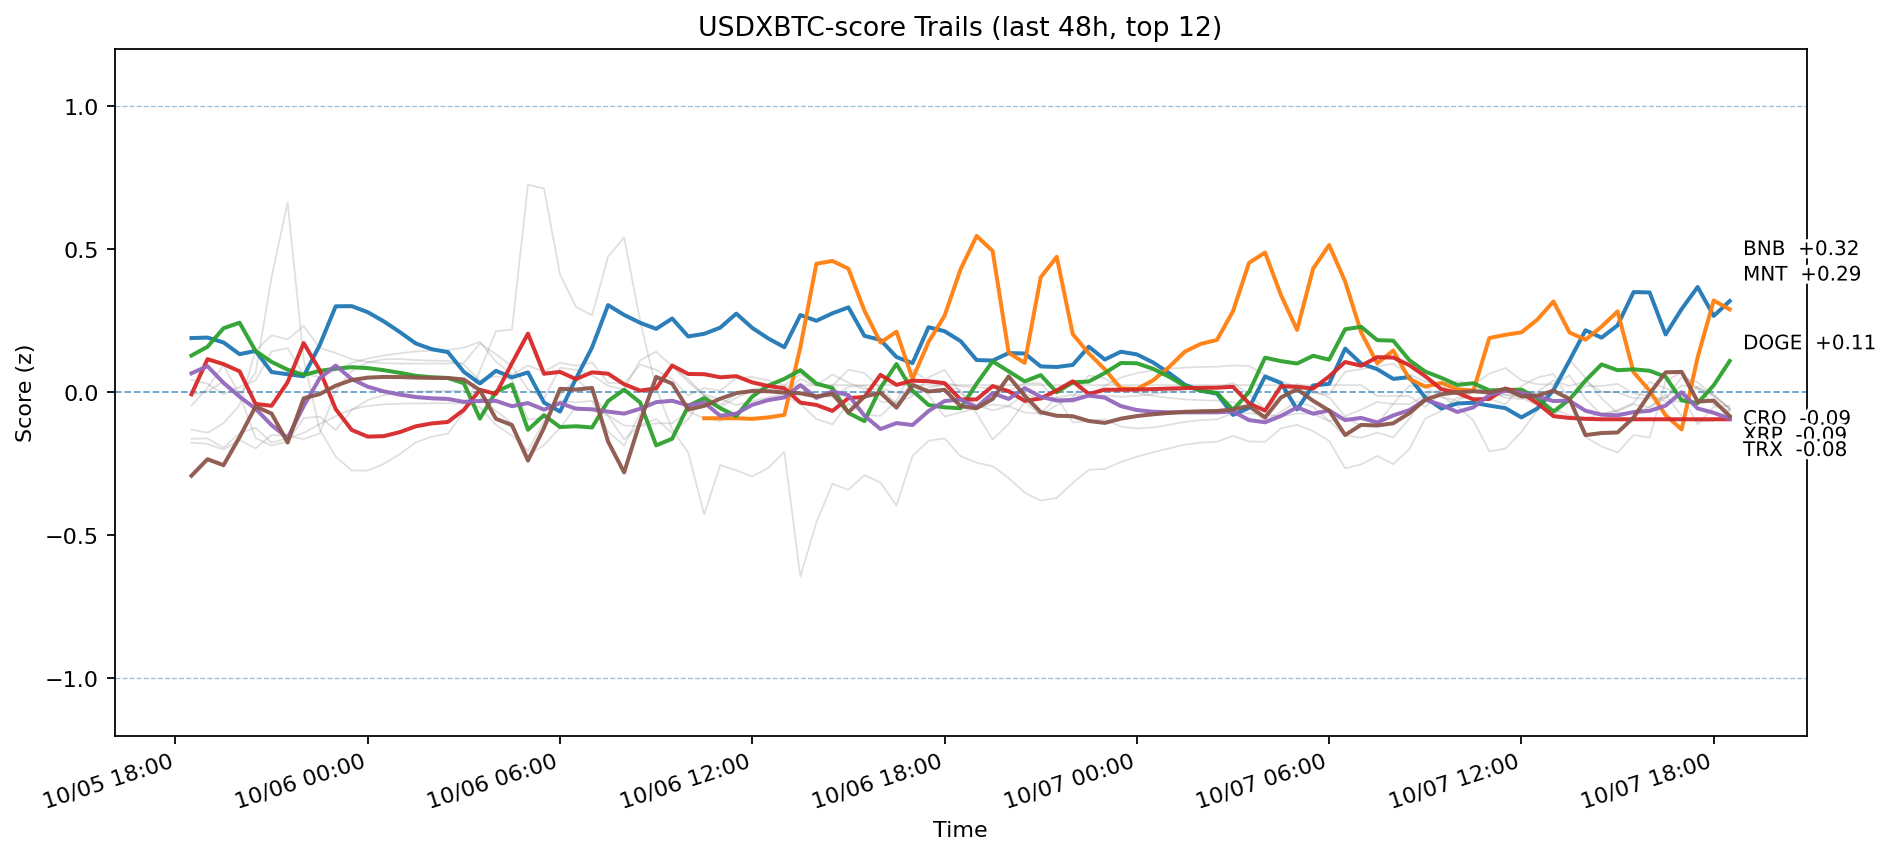 USDXBTC-score Trails (last 48h, top 12)
Score (z)
1.0
0.5
0.0
−0.5
−1.0
BNB +0.32
MNT +0.29
DOGE +0.11
CRO -0.09
XRP -0.09
TRX -0.08
10/05 18:00
10/06 00:00
10/06 06:00
10/06 12:00
10/06 18:00
10/07 00:00
10/07 06:00
10/07 12:00
10/07 18:00
Time